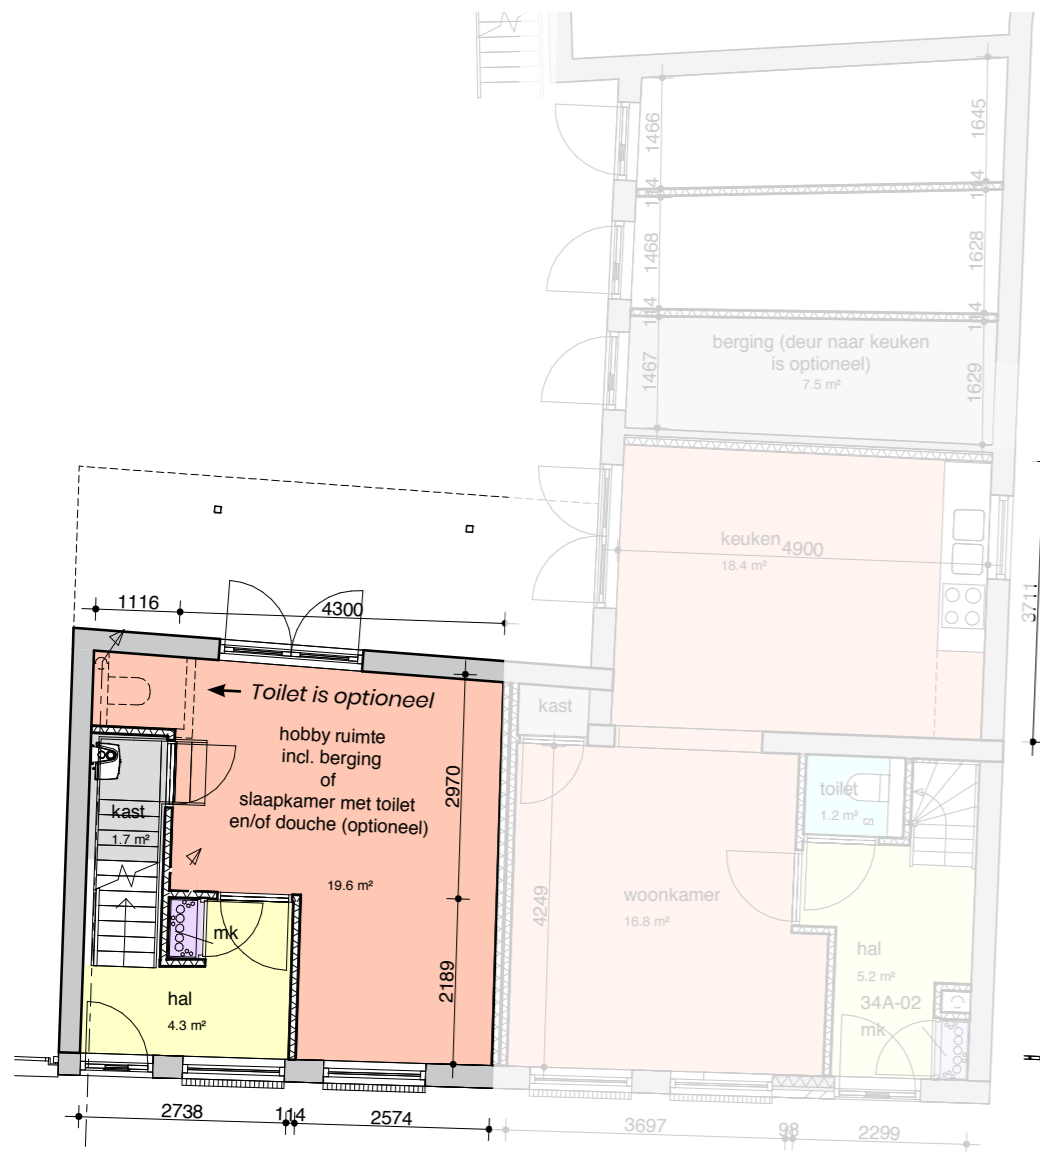 1466
1645
114
114
1468
1628
114
114
berging (deur naar keuken
is optioneel)
7.5 m²
1467
1629
keuken
4900
18.4 m²
3711
1116
4300
Toilet is optioneel
hobby ruimte
incl. berging
of
slaapkamer met toilet
en/of douche (optioneel)
19.6 m²
2970
2189
kast
1.7 m²
mk
hal
4.3 m²
kast
toilet
1.2 m²
woonkamer
16.8 m²
4249
hal
5.2 m²
34A-02
mk
2738
114
2574
3697
98
2299